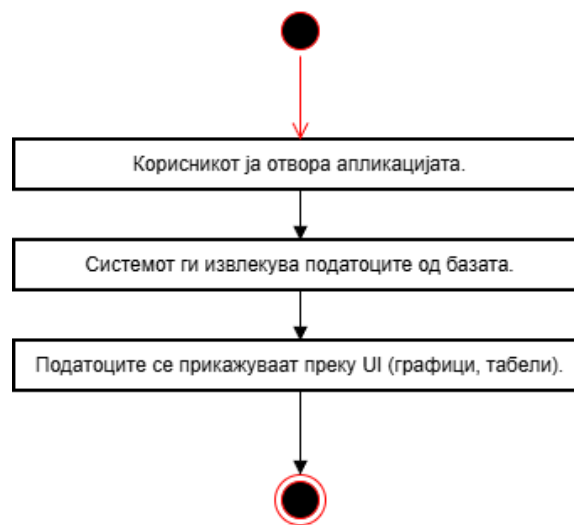 Корисникот ја отвора апликацијата.
Системот ги извлекува податоците од базата.
Податоците се прикажуваат преку UI (графици, табели).